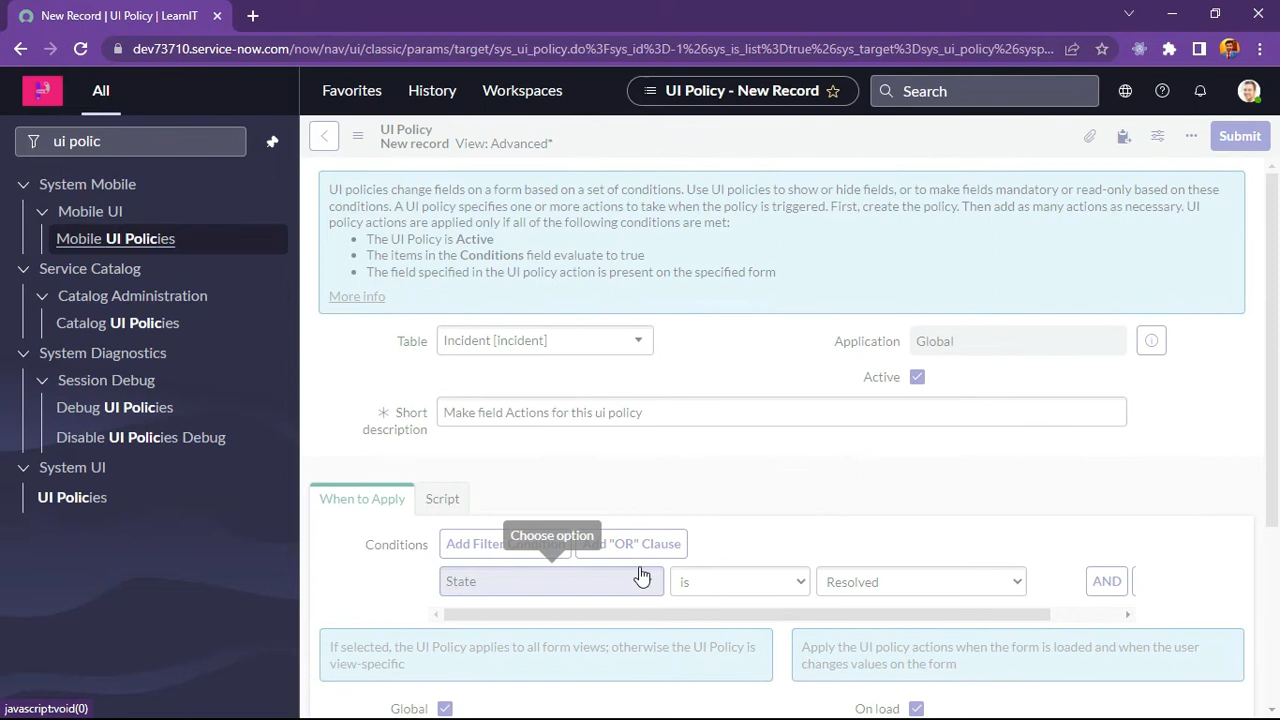 New Record | UI Policy | LearnIT
dev73710.service-now.com/now/nav/ui/classic/params/target/sys_ui_policy.do%3Fsys_id%3D-1%26sys_is_list%3Dtrue%26sys_target%3Dsys_ui_policy%26sysp...
All
Favorites
History
Workspaces
UI Policy - New Record
Search
ui polic
System Mobile
Mobile UI
Mobile UI Policies
Service Catalog
Catalog Administration
Catalog UI Policies
System Diagnostics
Session Debug
Debug UI Policies
Disable UI Policies Debug
System UI
UI Policies
UI Policy
New record View: Advanced*
Submit
UI policies change fields on a form based on a set of conditions. Use UI policies to show or hide fields, or to make fields mandatory or read-only based on these
conditions. A UI policy specifies one or more actions to take when the policy is triggered. First, create the policy. Then add as many actions as necessary. UI
policy actions are applied only if all of the following conditions are met:
• The UI Policy is Active
• The items in the Conditions field evaluate to true
• The field specified in the UI policy action is present on the specified form
More info
Table
Incident [incident]
Application
Global
Active
Short
description
Make field Actions for this ui policy
When to Apply
Script
Choose option
Conditions
Add Filter Condition
Add "OR" Clause
State
is
Resolved
AND
If selected, the UI Policy applies to all form views; otherwise the UI Policy is
view-specific
Apply the UI policy actions when the form is loaded and when the user
changes values on the form
Global
On load
javascript:void(0)